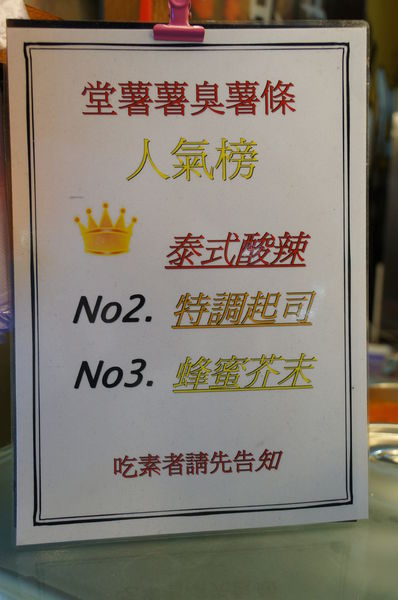 堂薯薯臭薯條
人氣榜
泰式酸辣
No2. 特調起司
No3. 蜂蜜芥末
吃素者請先告知